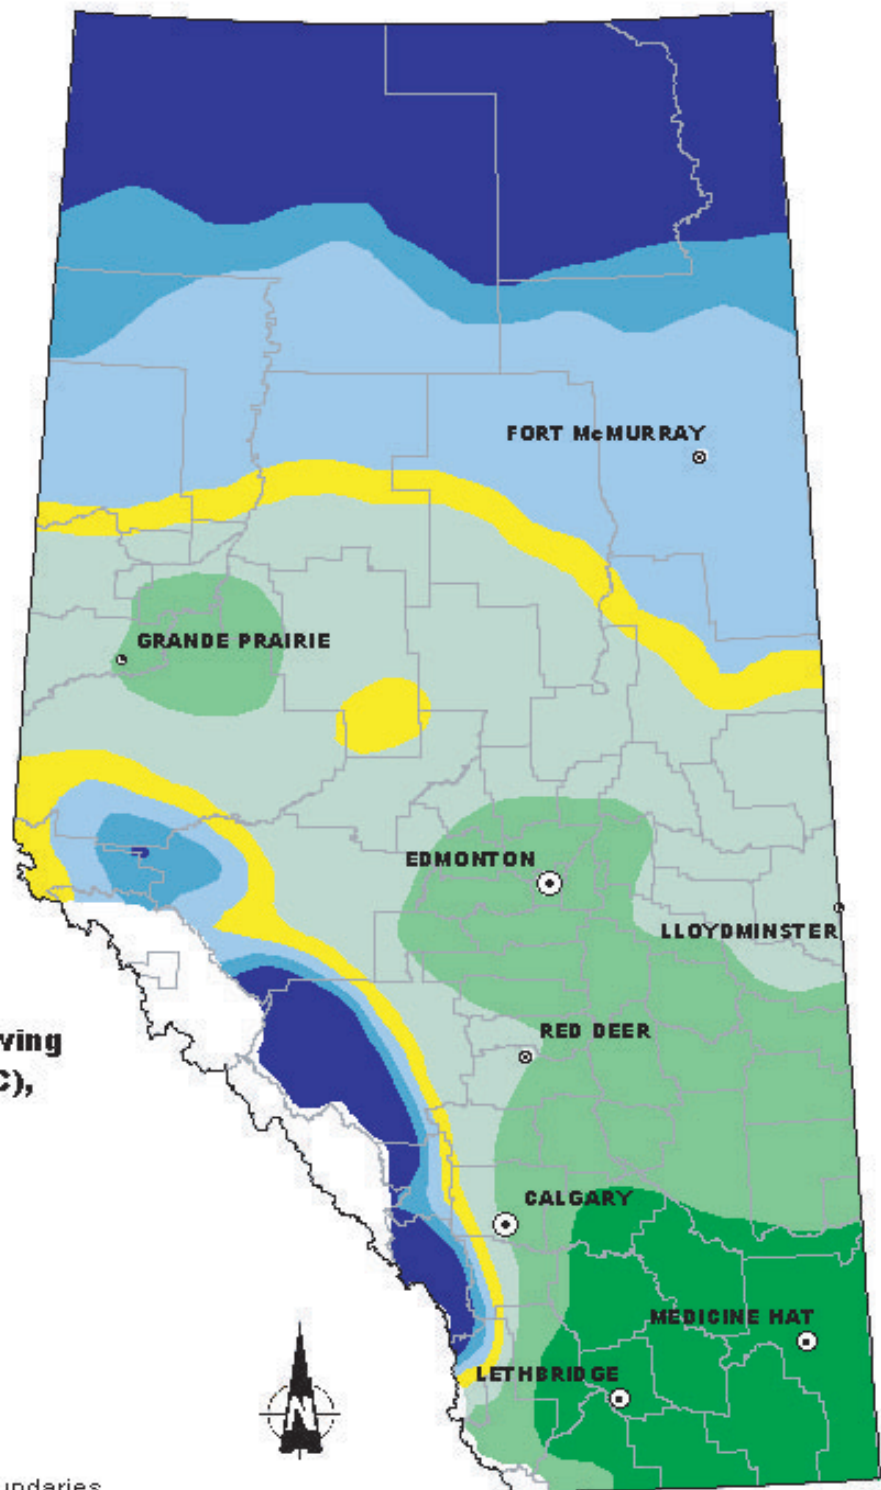 FORT McMURRAY
GRANDE PRAIRIE
EDMONTON
LLOYDMINSTER
RED DEER
CALGARY
MEDICINE HAT
LETHBRIDGE
N